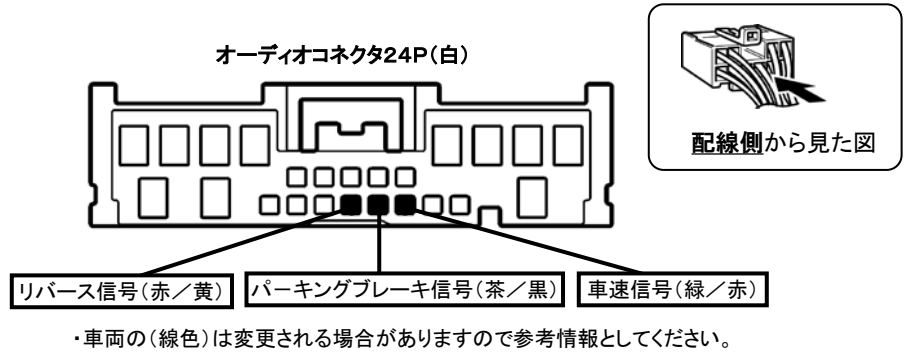 オーディオコネクタ24P(白)
配線側から見た図
リバース信号(赤/黄)
パーキングブレーキ信号(茶/黒)
車速信号(緑/赤)
・車両の(線色)は変更される場合がありますので参考情報としてください。